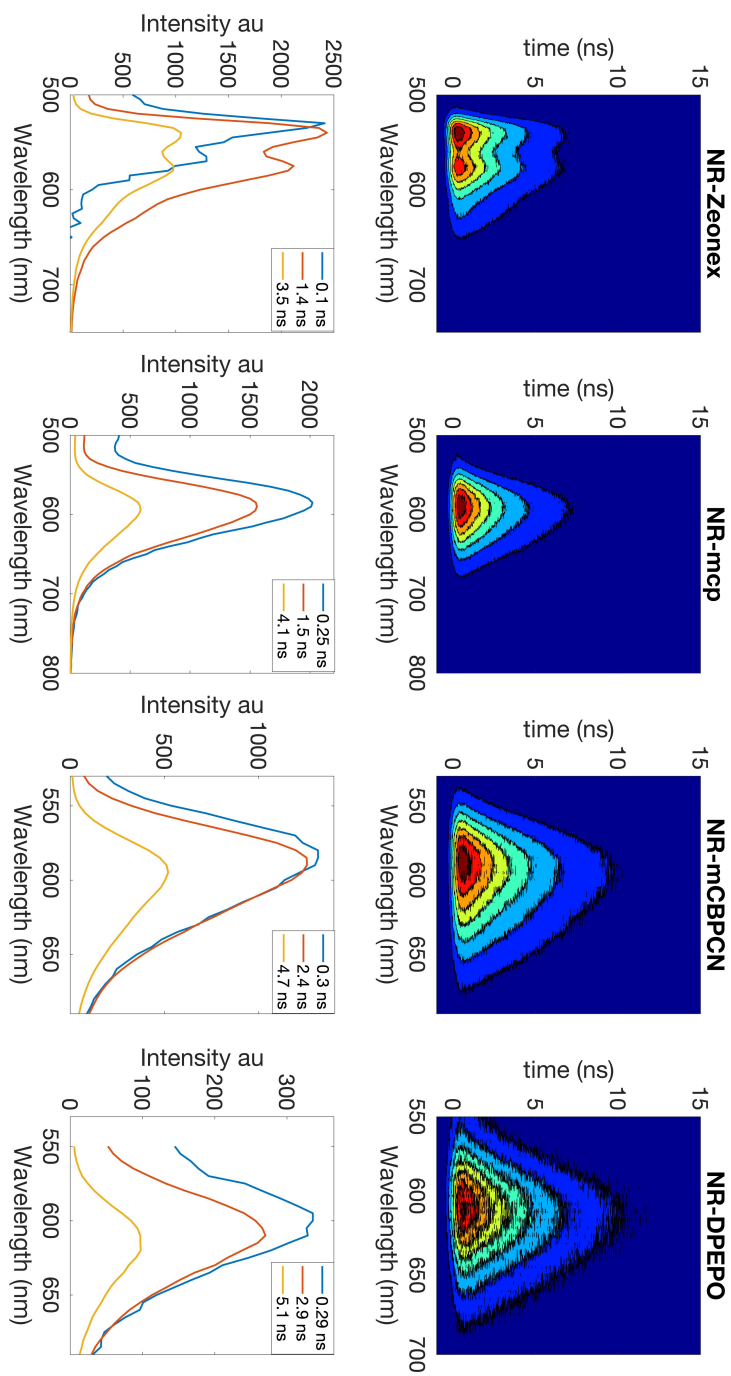 NR-Zeonex
time (ns)
15
10
5
0
500 600 700
Wavelength (nm)
NR-mcp
time (ns)
15
10
5
0
500 600 700 800
Wavelength (nm)
NR-mCBPCN
time (ns)
15
10
5
0
550 600 650
Wavelength (nm)
NR-DPEPO
time (ns)
15
10
5
0
550 600 650 700
Wavelength (nm)
Intensity au
2500
2000
1500
1000
500
0
0.1 ns
1.4 ns
3.5 ns
500 600 700
Wavelength (nm)
Intensity au
2000
1500
1000
500
0
0.25 ns
1.5 ns
4.1 ns
500 600 700 800
Wavelength (nm)
Intensity au
1000
500
0
0.3 ns
2.4 ns
4.7 ns
550 600 650
Wavelength (nm)
Intensity au
300
200
100
0
0.29 ns
2.9 ns
5.1 ns
550 600 650
Wavelength (nm)